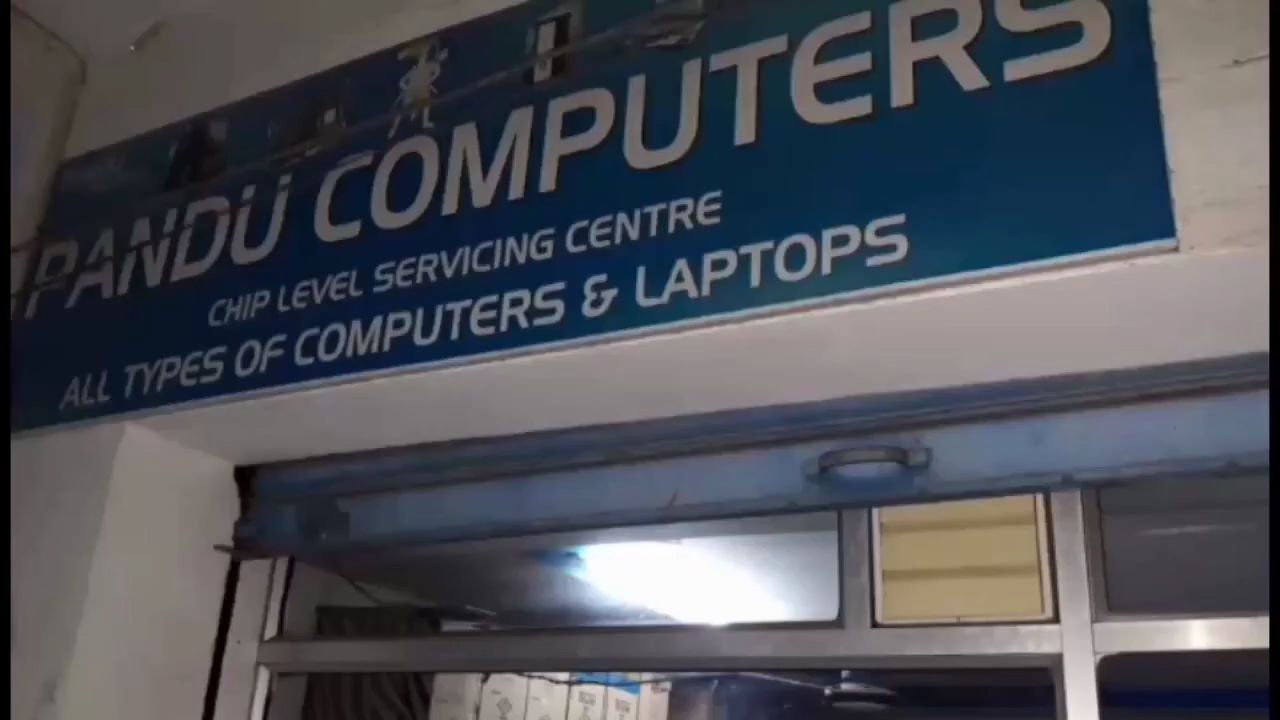 PANDU COMPUTERS
CHIP LEVEL SERVICING CENTRE
ALL TYPES OF COMPUTERS & LAPTOPS